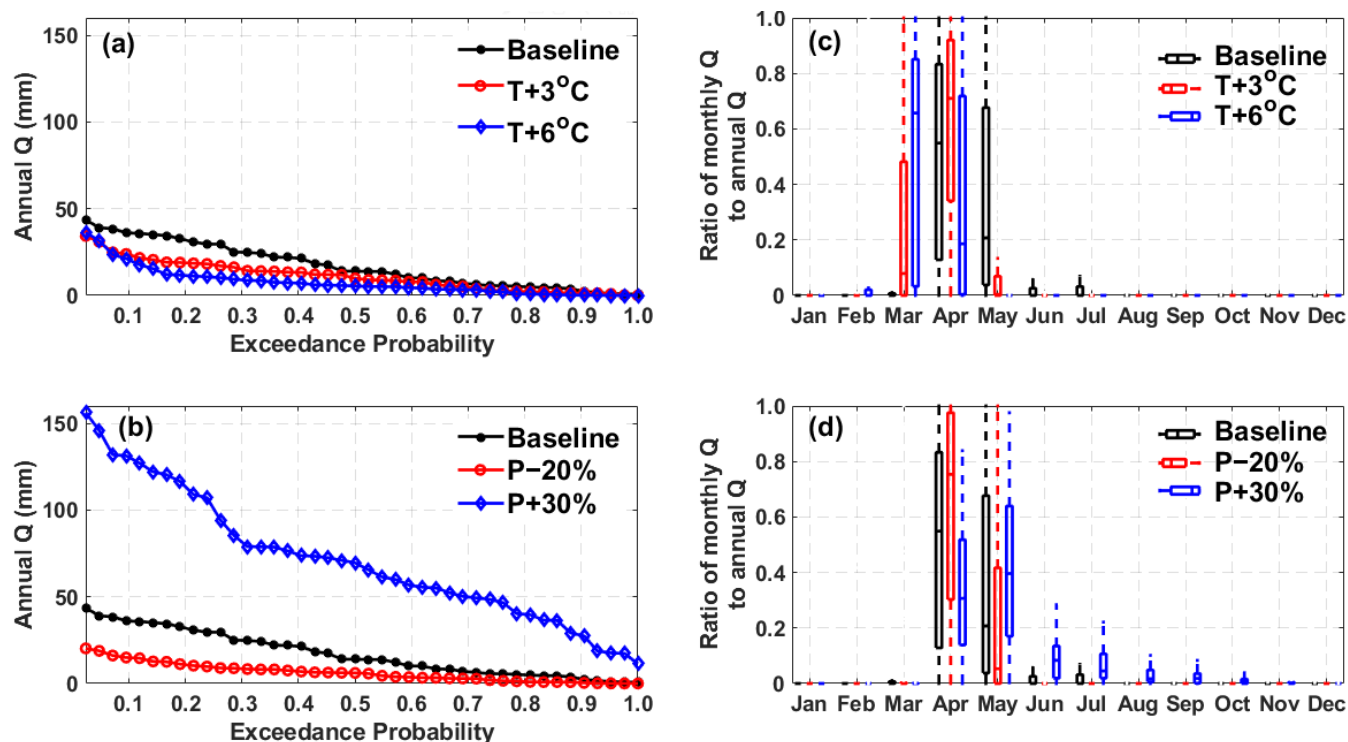 (a)
Baseline
T+3°C
T+6°C
Annual Q (mm)
150
100
50
0
0.1 0.2 0.3 0.4 0.5 0.6 0.7 0.8 0.9 1.0
Exceedance Probability
(c)
Baseline
T+3°C
T+6°C
Ratio of monthly Q
to annual Q
1.0
0.8
0.6
0.4
0.2
0
Jan Feb Mar Apr May Jun Jul Aug Sep Oct Nov Dec
(b)
Baseline
P−20%
P+30%
Annual Q (mm)
150
100
50
0
0.1 0.2 0.3 0.4 0.5 0.6 0.7 0.8 0.9 1.0
Exceedance Probability
(d)
Baseline
P−20%
P+30%
Ratio of monthly Q
to annual Q
1.0
0.8
0.6
0.4
0.2
0
Jan Feb Mar Apr May Jun Jul Aug Sep Oct Nov Dec